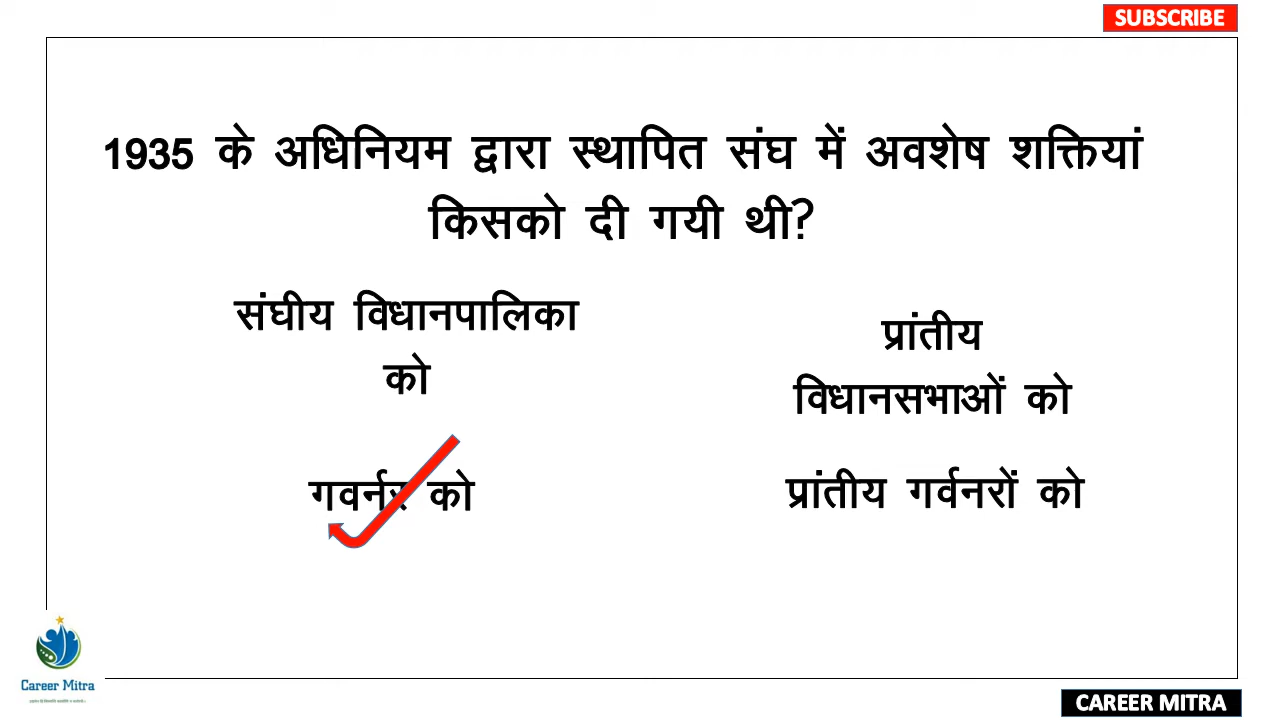 SUBSCRIBE
1935 के अधिनियम द्वारा स्थापित संघ में अवशेष शक्तियां
किसको दी गयी थी?
संघीय विधानपालिका
को
प्रांतीय
विधानसभाओं को
गवर्नर को
प्रांतीय गर्वनरों को
Career Mitra
CAREER MITRA